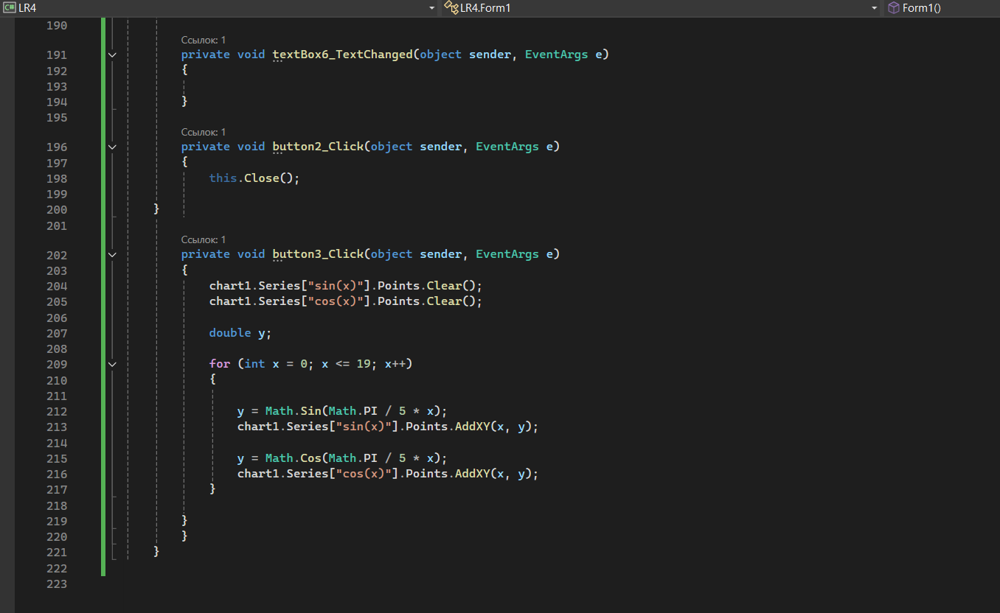 C# LR4 LR4.Form1 Form1()
190
Ссылок: 1
191 private void textBox6_TextChanged(object sender, EventArgs e)
192 {
193
194 }
195
Ссылок: 1
196 private void button2_Click(object sender, EventArgs e)
197 {
198 this.Close();
199
200 }
201
Ссылок: 1
202 private void button3_Click(object sender, EventArgs e)
203 {
204 chart1.Series["sin(x)"].Points.Clear();
205 chart1.Series["cos(x)"].Points.Clear();
206
207 double y;
208
209 for (int x = 0; x <= 19; x++)
210 {
211
212 y = Math.Sin(Math.PI / 5 * x);
213 chart1.Series["sin(x)"].Points.AddXY(x, y);
214
215 y = Math.Cos(Math.PI / 5 * x);
216 chart1.Series["cos(x)"].Points.AddXY(x, y);
217 }
218
219 }
220 }
221 }
222
223